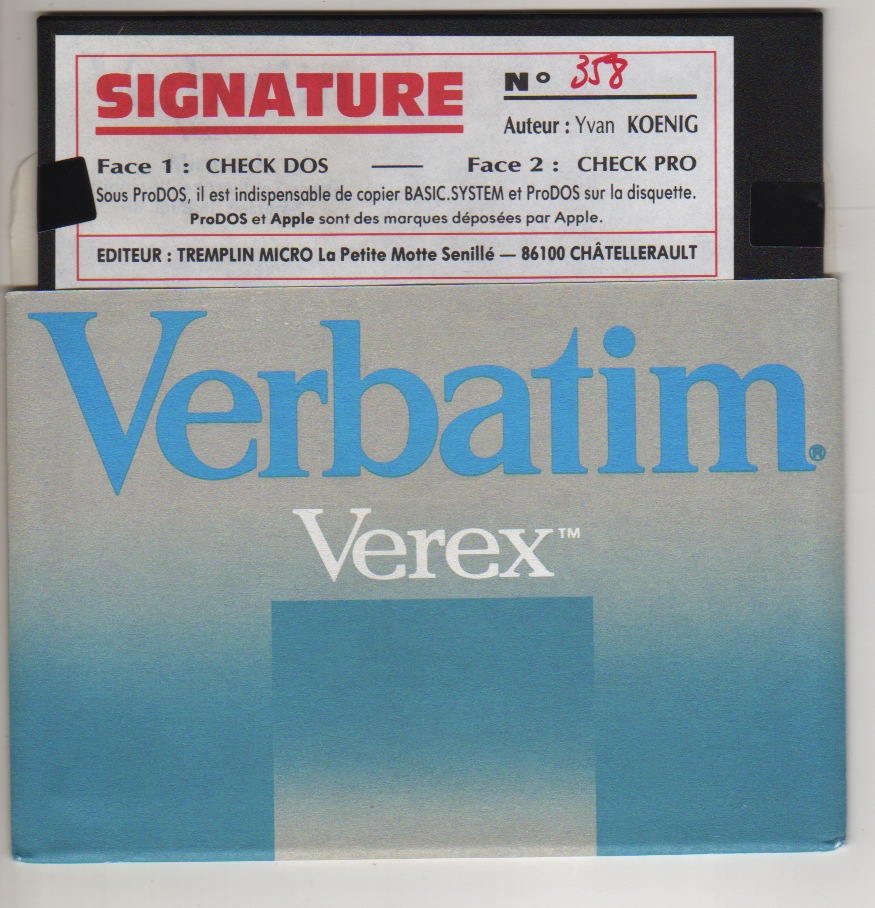 SIGNATURE
N° 358
Auteur : Yvan KOENIG
Face 1 : CHECK DOS — Face 2 : CHECK PRO
Sous ProDOS, il est indispensable de copier BASIC.SYSTEM et ProDOS sur la disquette.
ProDOS et Apple sont des marques déposées par Apple.
EDITEUR : TREMPLIN MICRO La Petite Motte Senillé — 86100 CHÂTELLERAULT
Verbatim®
Verex™